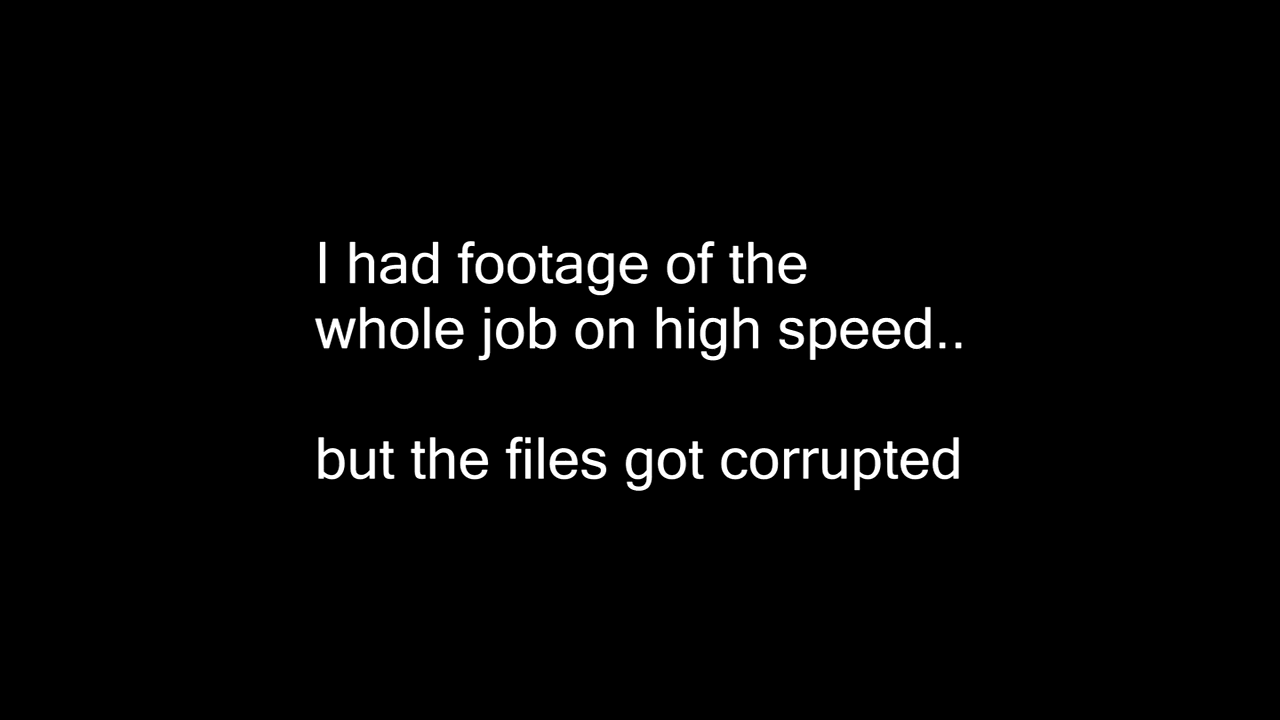 I had footage of the
whole job on high speed..
but the files got corrupted